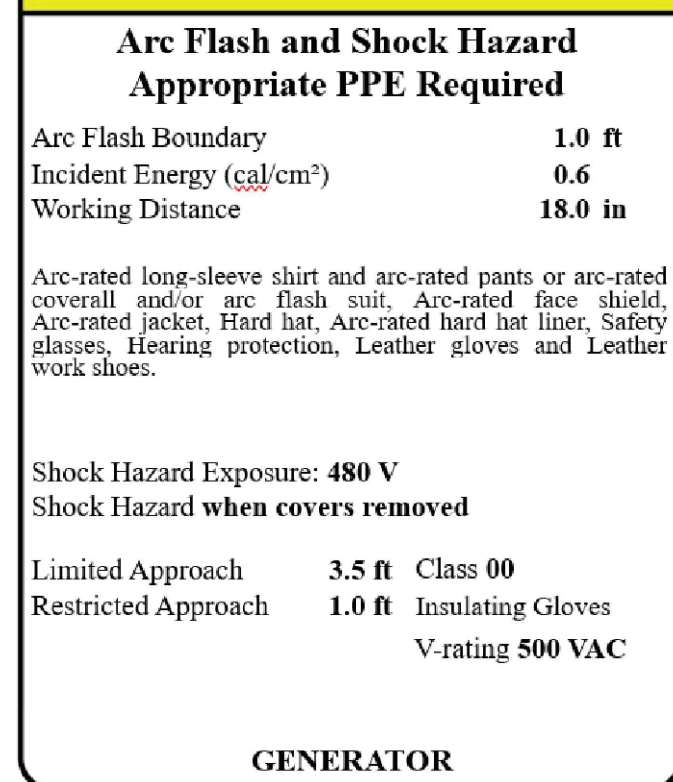 Arc Flash and Shock Hazard
Appropriate PPE Required
Arc Flash Boundary 1.0 ft
Incident Energy (cal/cm²) 0.6
Working Distance 18.0 in
Arc-rated long-sleeve shirt and arc-rated pants or arc-rated
coverall and/or arc flash suit, Arc-rated face shield,
Arc-rated jacket, Hard hat, Arc-rated hard hat liner, Safety
glasses, Hearing protection, Leather gloves and Leather
work shoes.
Shock Hazard Exposure: 480 V
Shock Hazard when covers removed
Limited Approach 3.5 ft Class 00
Restricted Approach 1.0 ft Insulating Gloves
V-rating 500 VAC
GENERATOR